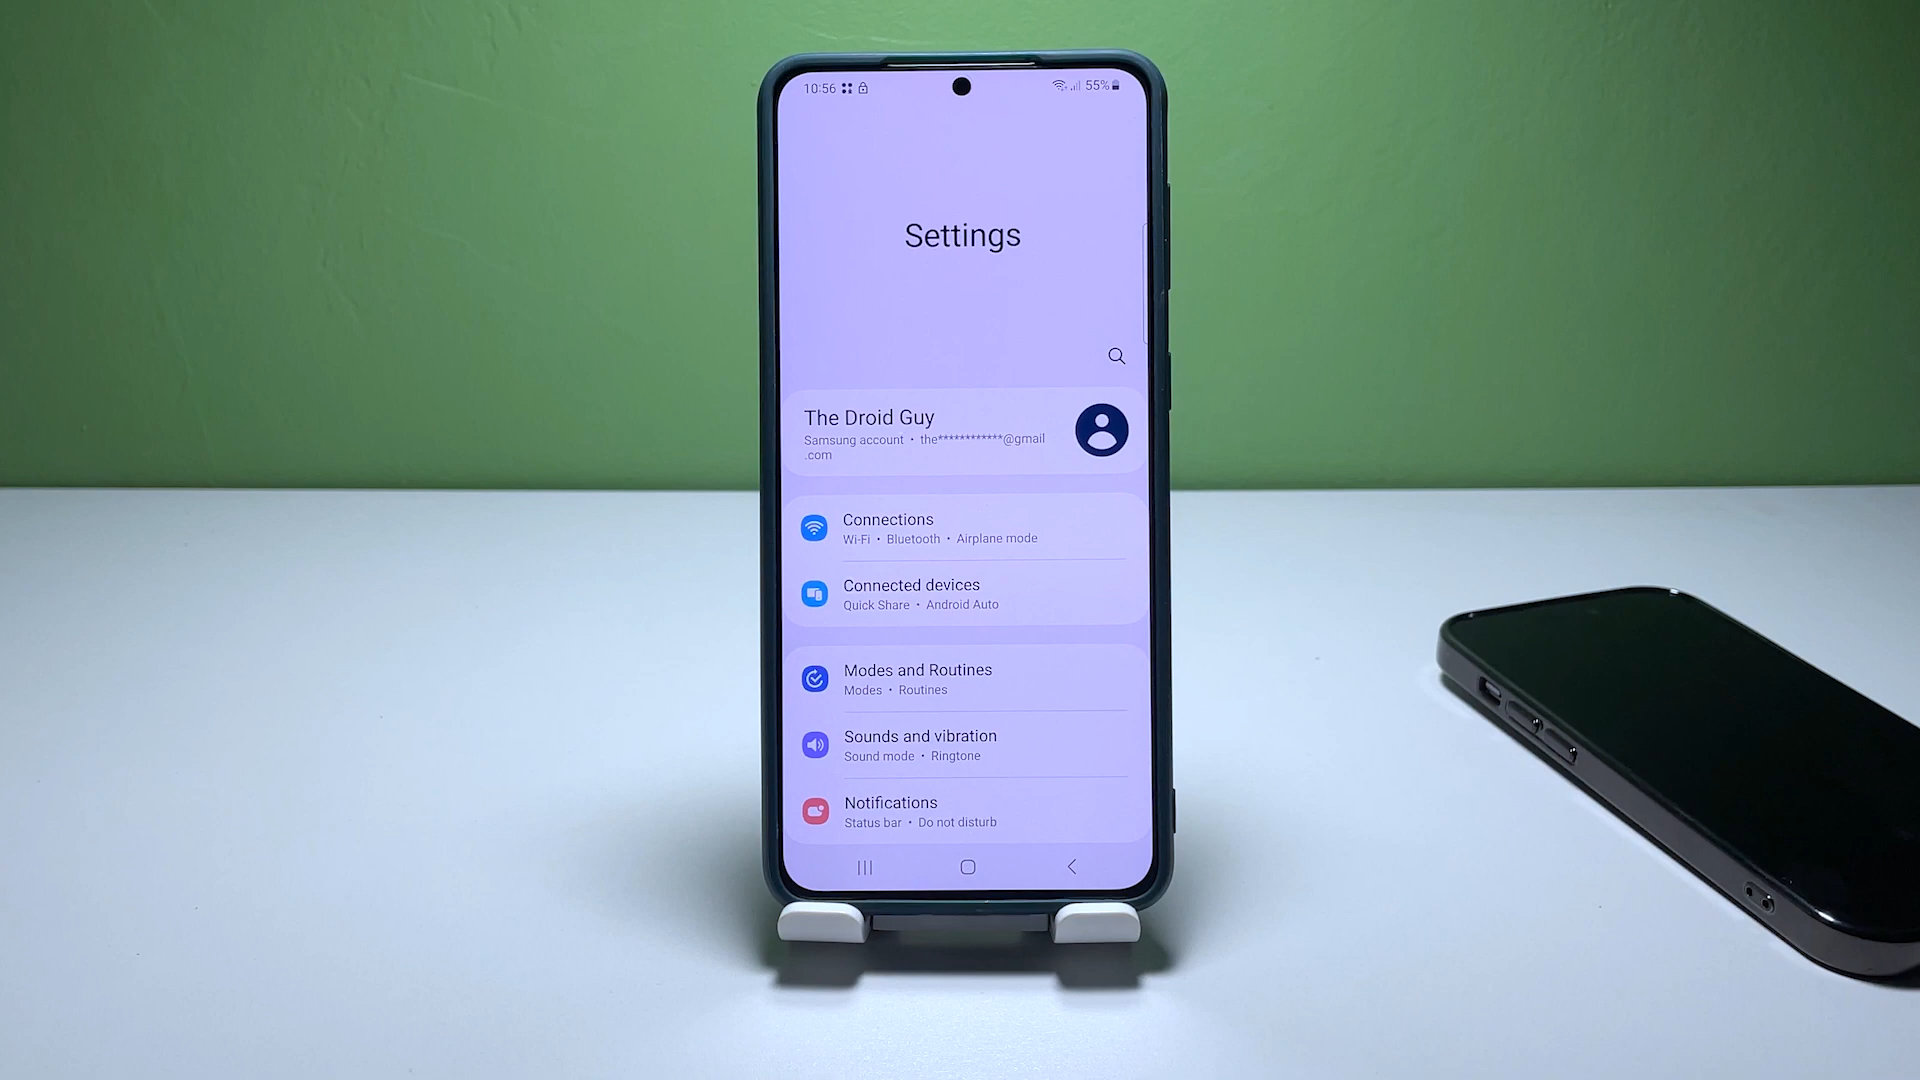 10:56
55%
Settings
The Droid Guy
Samsung account • the************@gmail
.com
Connections
Wi-Fi • Bluetooth • Airplane mode
Connected devices
Quick Share • Android Auto
Modes and Routines
Modes • Routines
Sounds and vibration
Sound mode • Ringtone
Notifications
Status bar • Do not disturb